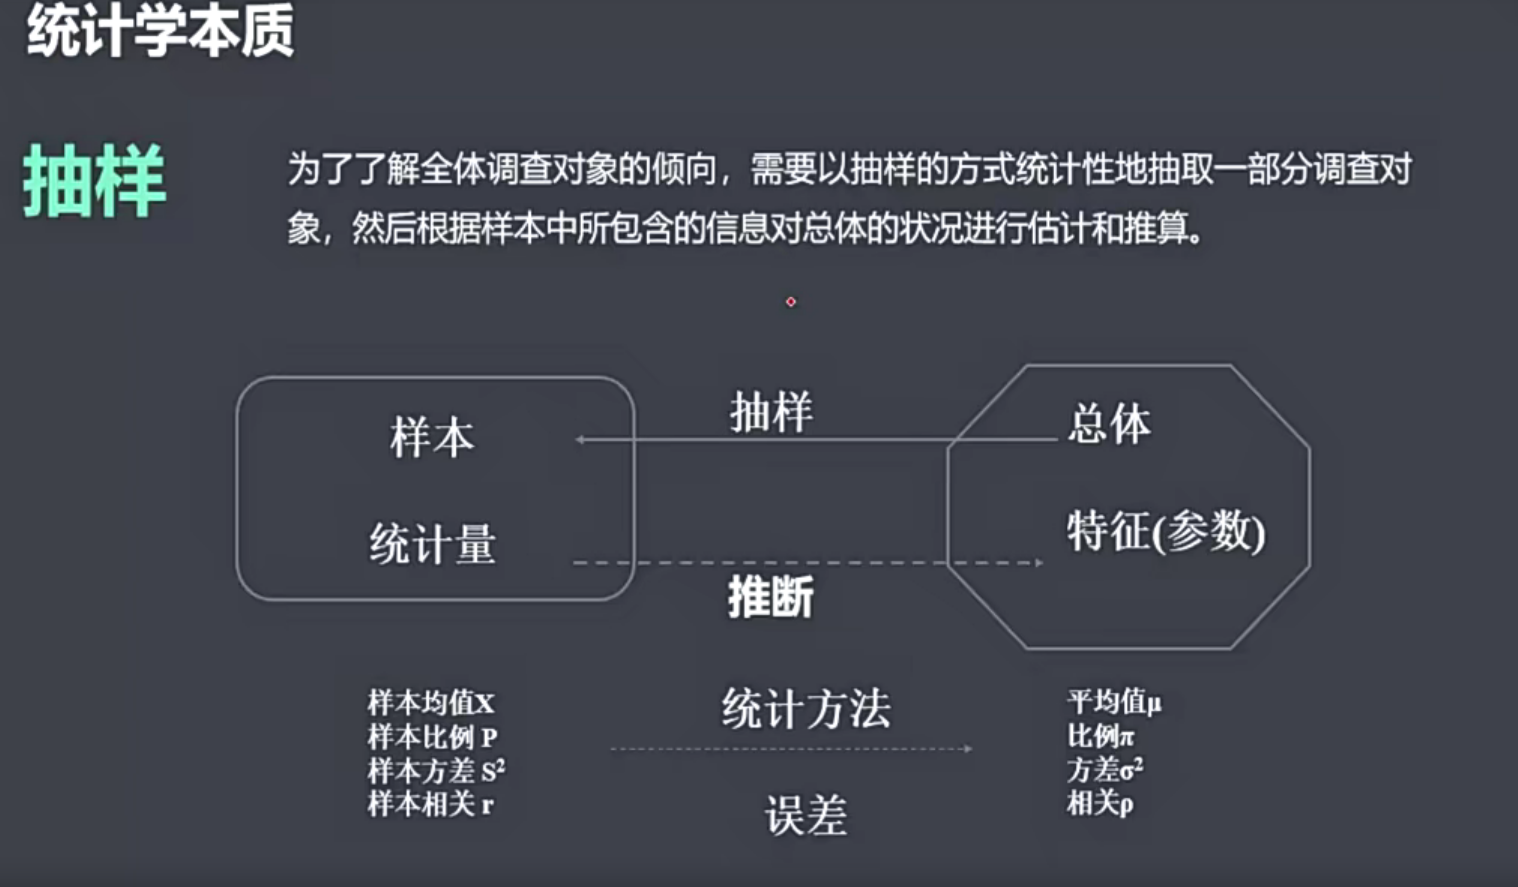 统计学本质
抽样
为了了解全体调查对象的倾向，需要以抽样的方式统计性地抽取一部分调查对
象，然后根据样本中所包含的信息对总体的状况进行估计和推算。
样本
抽样
总体
统计量
特征(参数)
推断
样本均值X
样本比例 P
样本方差 S²
样本相关 r
统计方法
误差
平均值μ
比例π
方差σ²
相关ρ